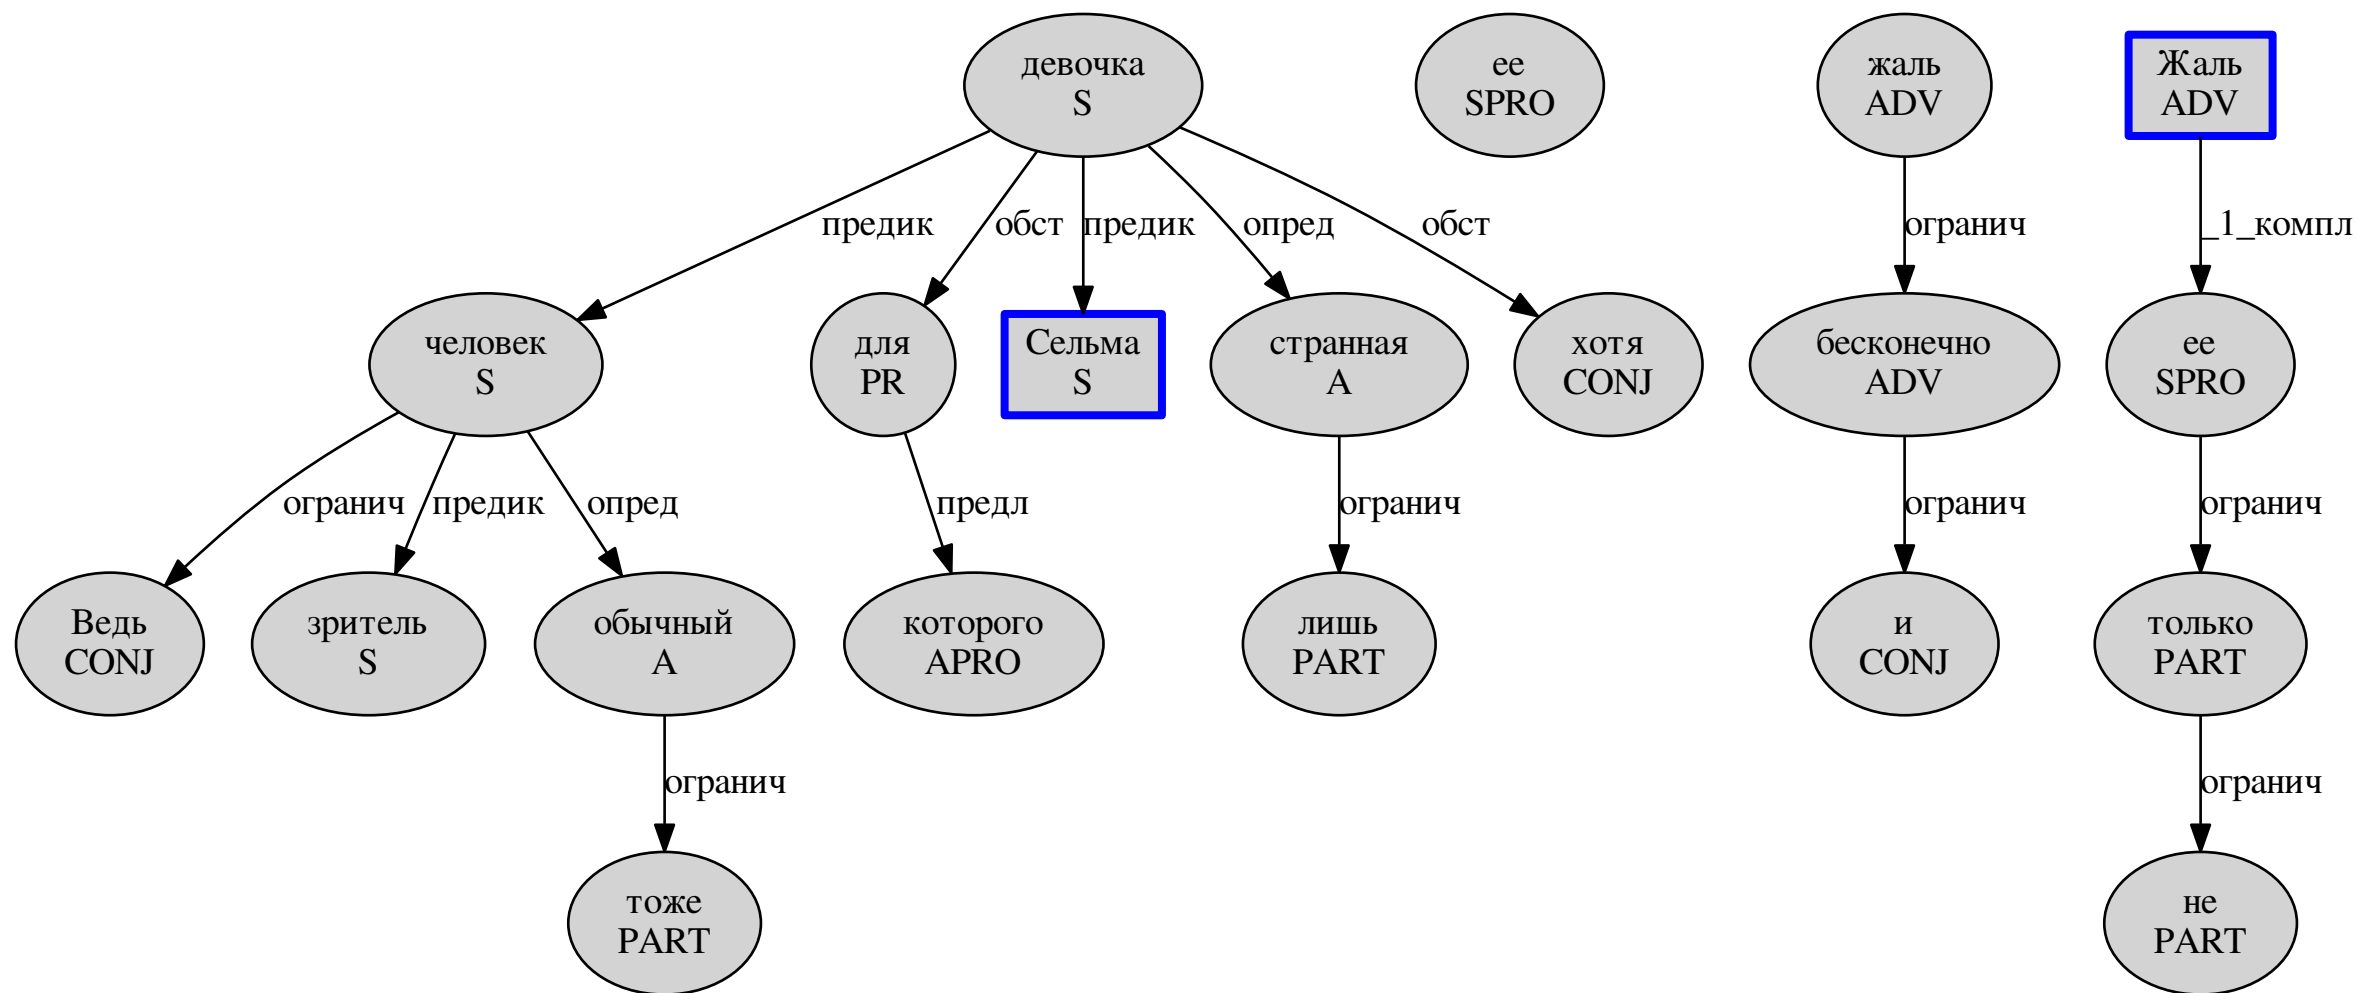 девочка
S
ее
SPRO
жаль
ADV
Жаль
ADV
предик
обст
предик
опред
обст
огранич
_1_компл
человек
S
для
PR
Сельма
S
странная
A
хотя
CONJ
бесконечно
ADV
ее
SPRO
огранич
предик
опред
предл
огранич
огранич
огранич
Ведь
CONJ
зритель
S
обычный
A
которого
APRO
лишь
PART
и
CONJ
только
PART
огранич
огранич
тоже
PART
не
PART